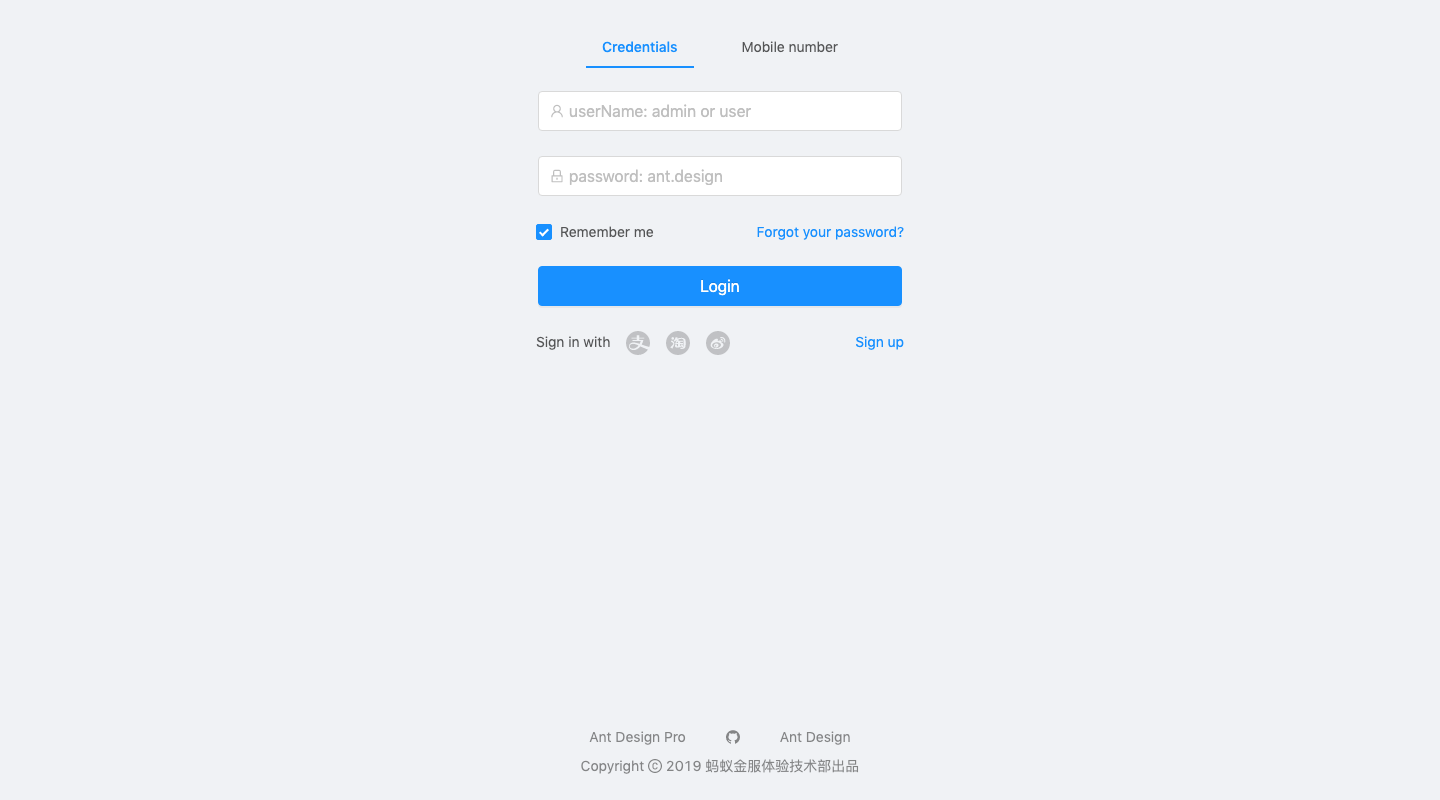 Credentials Mobile number
userName: admin or user
password: ant.design
Remember me Forgot your password?
Login
Sign in with 支 淘 Sign up
Ant Design Pro Ant Design
Copyright © 2019 蚂蚁金服体验技术部出品